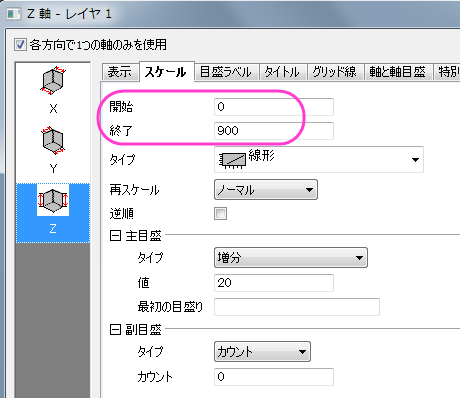 Z 軸 - レイヤ 1
各方向で1つの軸のみを使用
X
Y
Z
表示 スケール 目盛ラベル タイトル グリッド線 軸と軸目盛 特別
開始 0
終了 900
タイプ 線形
再スケール ノーマル
逆順
主目盛
タイプ 増分
値 20
最初の目盛り
副目盛
タイプ カウント
カウント 0